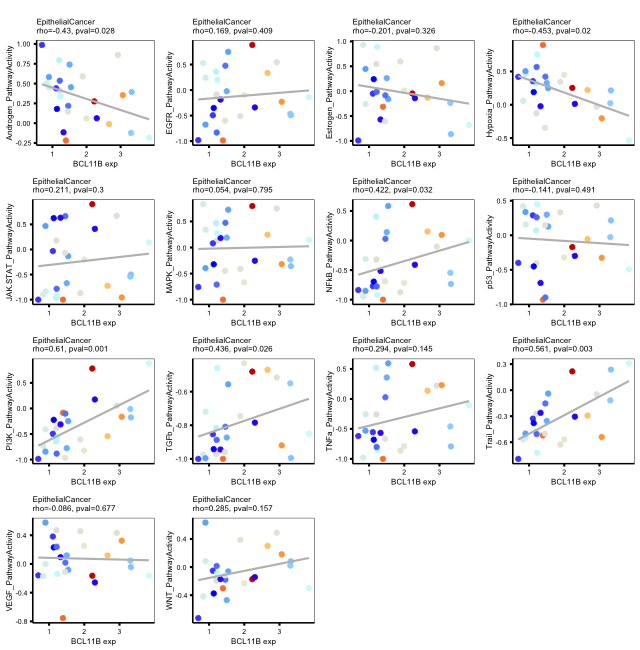 EpithelialCancer
rho=-0.43, pval=0.028
Androgen_PathwayActivity
1.00
0.75
0.50
0.25
0.00
-0.25
1 2 3
BCL11B exp
EpithelialCancer
rho=0.169, pval=0.409
EGFR_PathwayActivity
0.5
0.0
-0.5
-1.0
1 2 3
BCL11B exp
EpithelialCancer
rho=-0.201, pval=0.326
Estrogen_PathwayActivity
1.0
0.5
0.0
-0.5
-1.0
1 2 3
BCL11B exp
EpithelialCancer
rho=-0.453, pval=0.02
Hypoxia_PathwayActivity
0.5
0.0
-0.5
1 2 3
BCL11B exp
EpithelialCancer
rho=0.211, pval=0.3
JAK.STAT_PathwayActivity
0.5
0.0
-0.5
-1.0
1 2 3
BCL11B exp
EpithelialCancer
rho=0.054, pval=0.795
MAPK_PathwayActivity
0.5
0.0
-0.5
-1.0
1 2 3
BCL11B exp
EpithelialCancer
rho=0.422, pval=0.032
NFkB_PathwayActivity
0.5
0.0
-0.5
-1.0
1 2 3
BCL11B exp
EpithelialCancer
rho=-0.141, pval=0.491
p53_PathwayActivity
0.5
0.0
-0.5
-1.0
1 2 3
BCL11B exp
EpithelialCancer
rho=0.61, pval=0.001
PI3K_PathwayActivity
0.5
0.0
-0.5
-1.0
1 2 3
BCL11B exp
EpithelialCancer
rho=0.436, pval=0.026
TGFb_PathwayActivity
-0.6
-0.8
-1.0
1 2 3
BCL11B exp
EpithelialCancer
rho=0.294, pval=0.145
TNFa_PathwayActivity
0.5
0.0
-0.5
-1.0
1 2 3
BCL11B exp
EpithelialCancer
rho=0.561, pval=0.003
Trail_PathwayActivity
0.3
0.0
-0.3
-0.6
1 2 3
BCL11B exp
EpithelialCancer
rho=-0.086, pval=0.677
VEGF_PathwayActivity
0.4
0.0
-0.4
-0.8
1 2 3
BCL11B exp
EpithelialCancer
rho=0.285, pval=0.157
WNT_PathwayActivity
0.4
0.0
-0.4
1 2 3
BCL11B exp